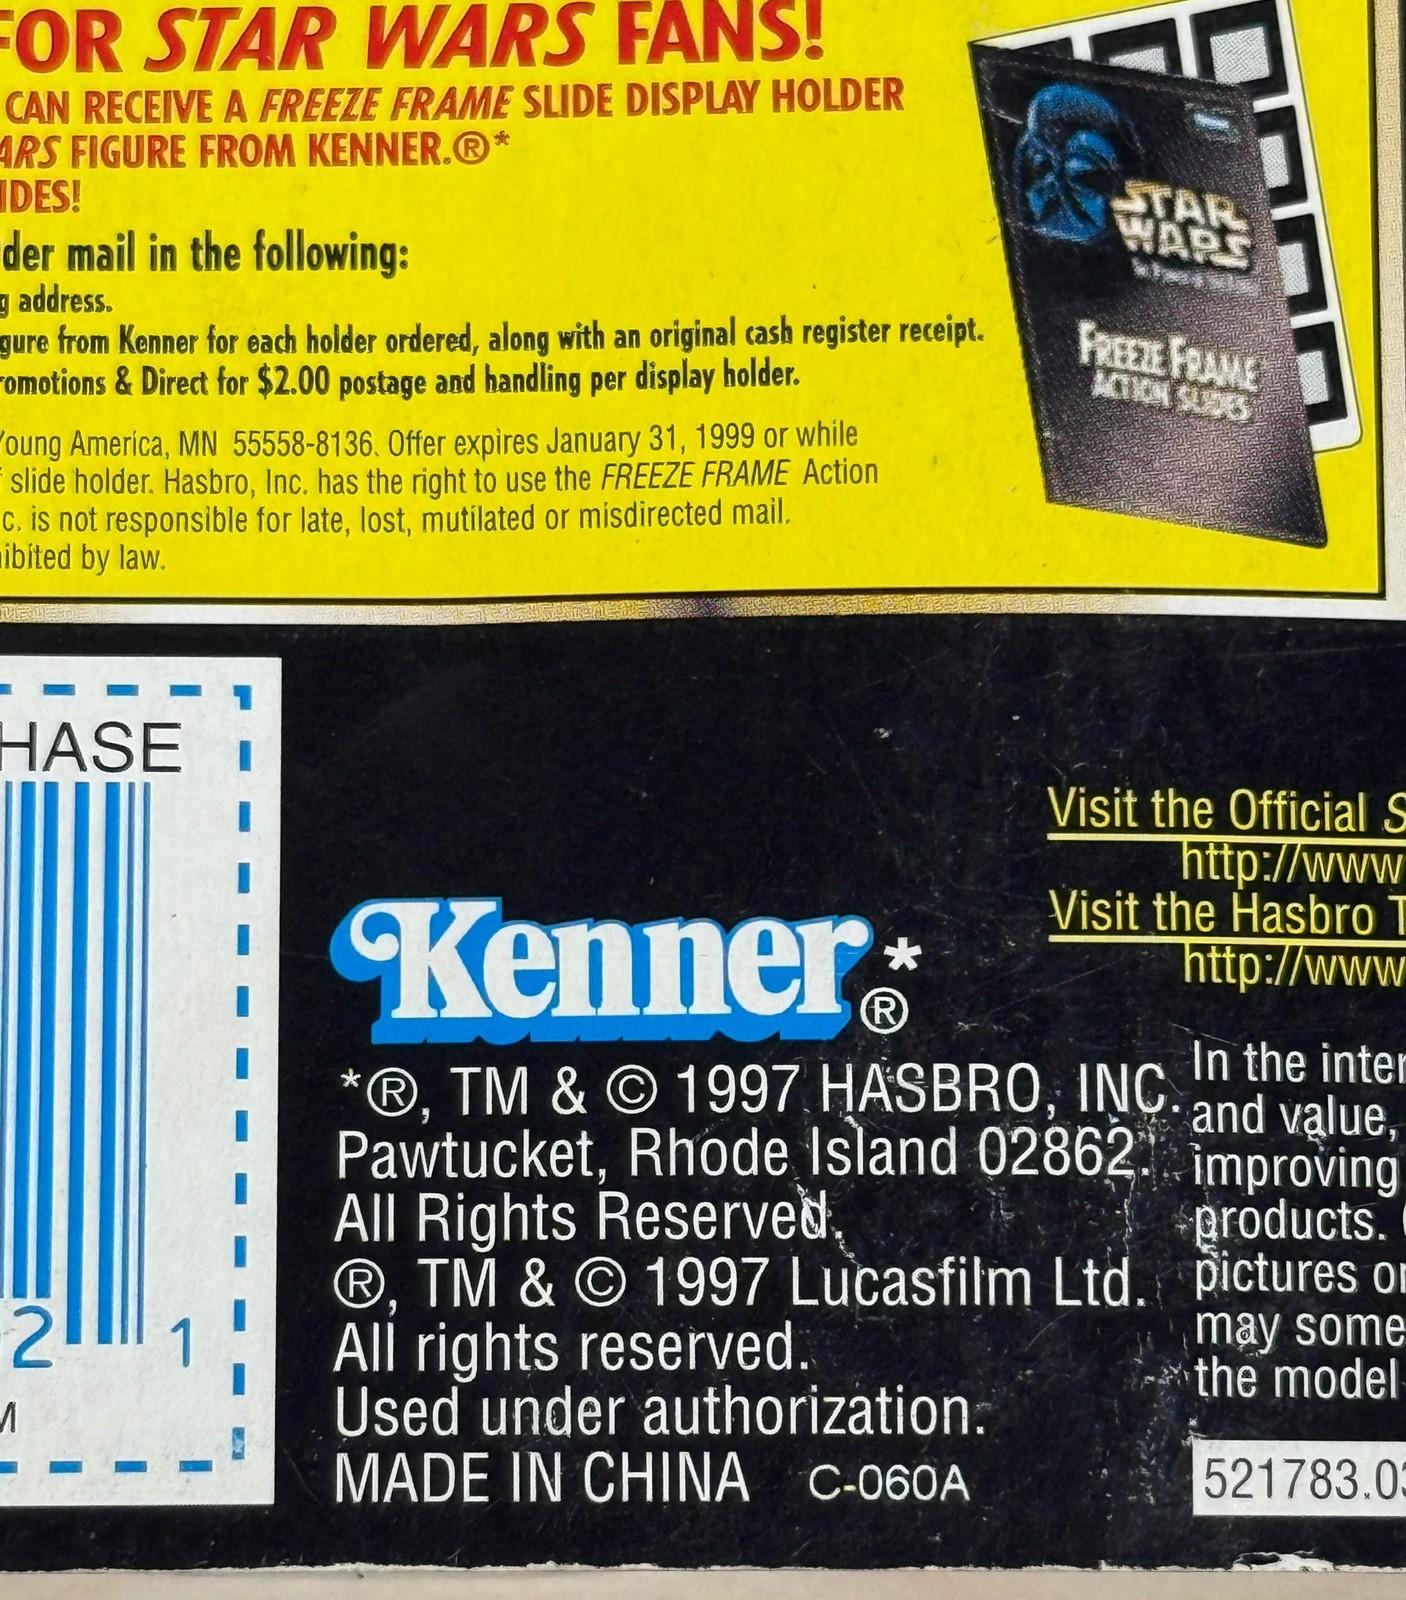 FOR STAR WARS FANS!
CAN RECEIVE A FREEZE FRAME SLIDE DISPLAY HOLDER
ARS FIGURE FROM KENNER.®*
IDES!
der mail in the following:
g address.
gure from Kenner for each holder ordered, along with an original cash register receipt.
romotions & Direct for $2.00 postage and handling per display holder.
Young America, MN 55558-8136. Offer expires January 31, 1999 or while
slide holder. Hasbro, Inc. has the right to use the FREEZE FRAME Action
c. is not responsible for late, lost, mutilated or misdirected mail.
ibited by law.
STAR
WARS
FREEZE FRAME
ACTION SLIDES
HASE
2 1
M
Kenner*®
*®, TM & © 1997 HASBRO, INC.
Pawtucket, Rhode Island 02862.
All Rights Reserved.
®, TM & © 1997 Lucasfilm Ltd.
All rights reserved.
Used under authorization.
MADE IN CHINA C-060A
Visit the Official S
http://www
Visit the Hasbro T
http://www
In the inter
and value,
improving
products.
pictures or
may some
the model
521783.03